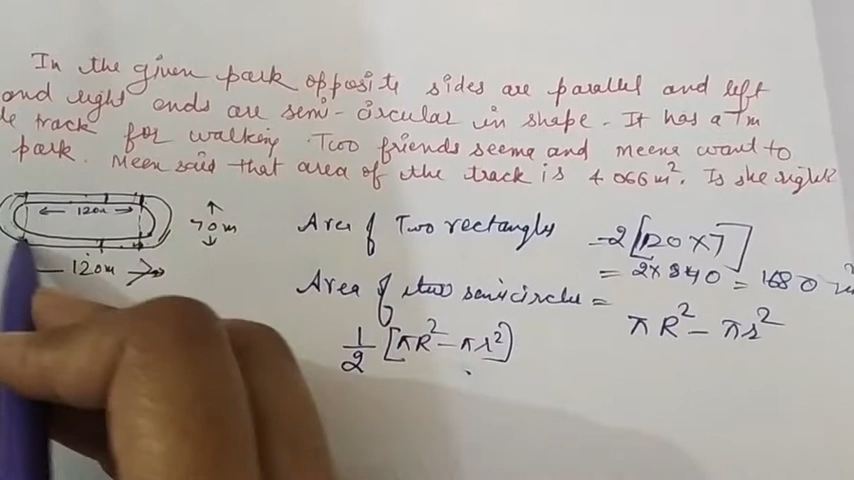 In the given park opposite sides are parallel and left
and right ends are semi-circular in shape. It has a 7m
track for walking. Two friends seema and meena want to
park. Meen said that area of the track is 4066m². Is she right
120m
70m
120m
Area of Two rectangles
=2[120×7]
= 2×840 = 1680
Area of two semicircle =
πR² - πr²
1/2 [πR² - πr²]